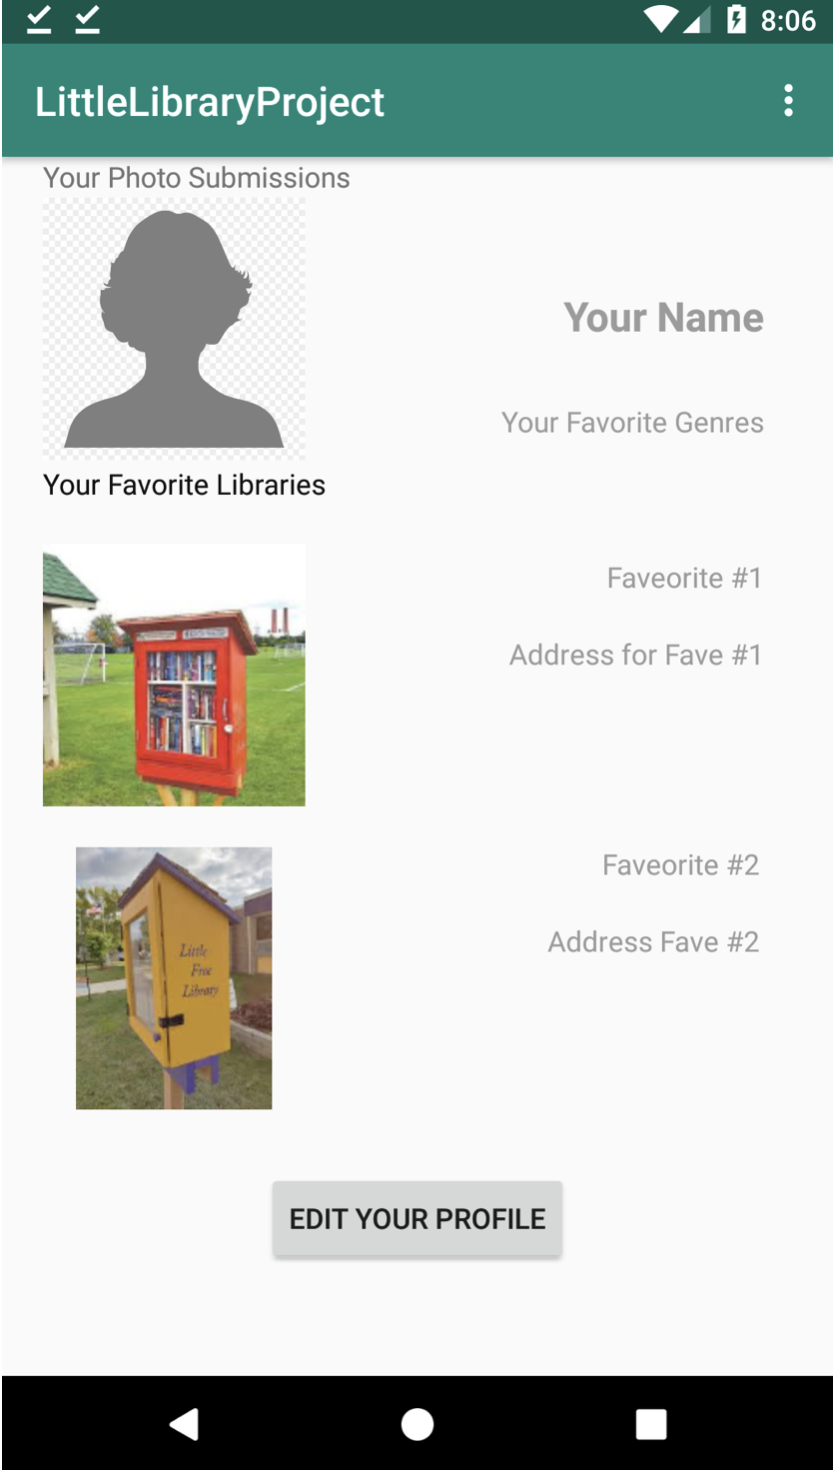 8:06
LittleLibraryProject
Your Photo Submissions
Your Name
Your Favorite Genres
Your Favorite Libraries
Faveorite #1
Address for Fave #1
Faveorite #2
Address Fave #2
Little
Free
Library
EDIT YOUR PROFILE